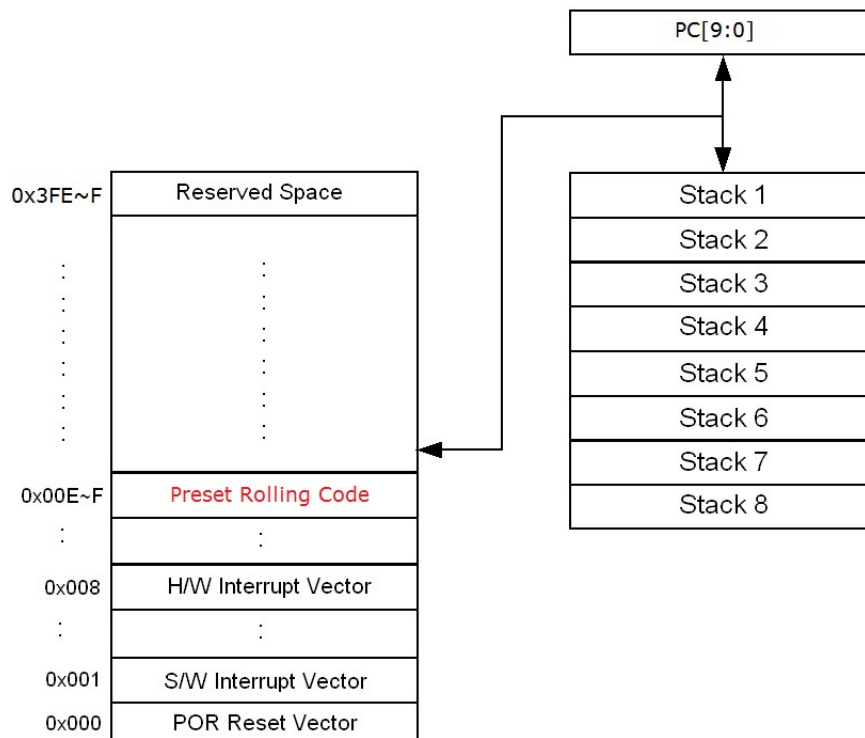 PC[9:0]
0x3FE~F Reserved Space
Stack 1
Stack 2
Stack 3
Stack 4
Stack 5
Stack 6
Stack 7
Stack 8
0x00E~F Preset Rolling Code
0x008 H/W Interrupt Vector
0x001 S/W Interrupt Vector
0x000 POR Reset Vector